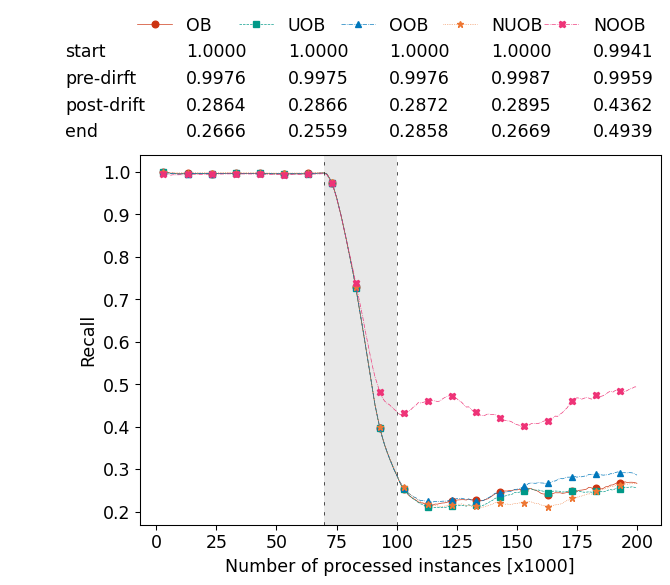 OB UOB OOB NUOB NOOB
start 1.0000 1.0000 1.0000 1.0000 0.9941
pre-dirft 0.9976 0.9975 0.9976 0.9987 0.9959
post-drift 0.2864 0.2866 0.2872 0.2895 0.4362
end 0.2666 0.2559 0.2858 0.2669 0.4939
1.0
0.9
0.8
0.7
0.6
0.5
0.4
0.3
0.2
Recall
0 25 50 75 100 125 150 175 200
Number of processed instances [x1000]